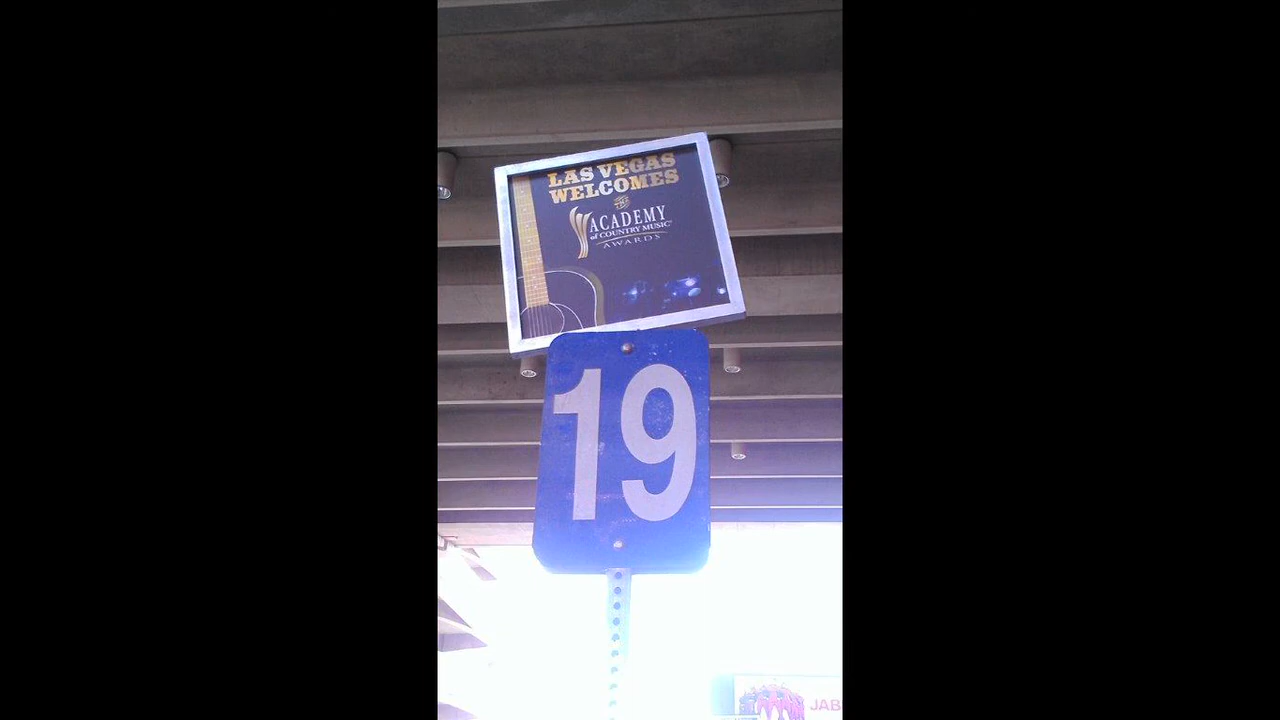 LAS VEGAS
WELCOMES
THE
ACADEMY
of COUNTRY MUSIC
AWARDS
19
JAB